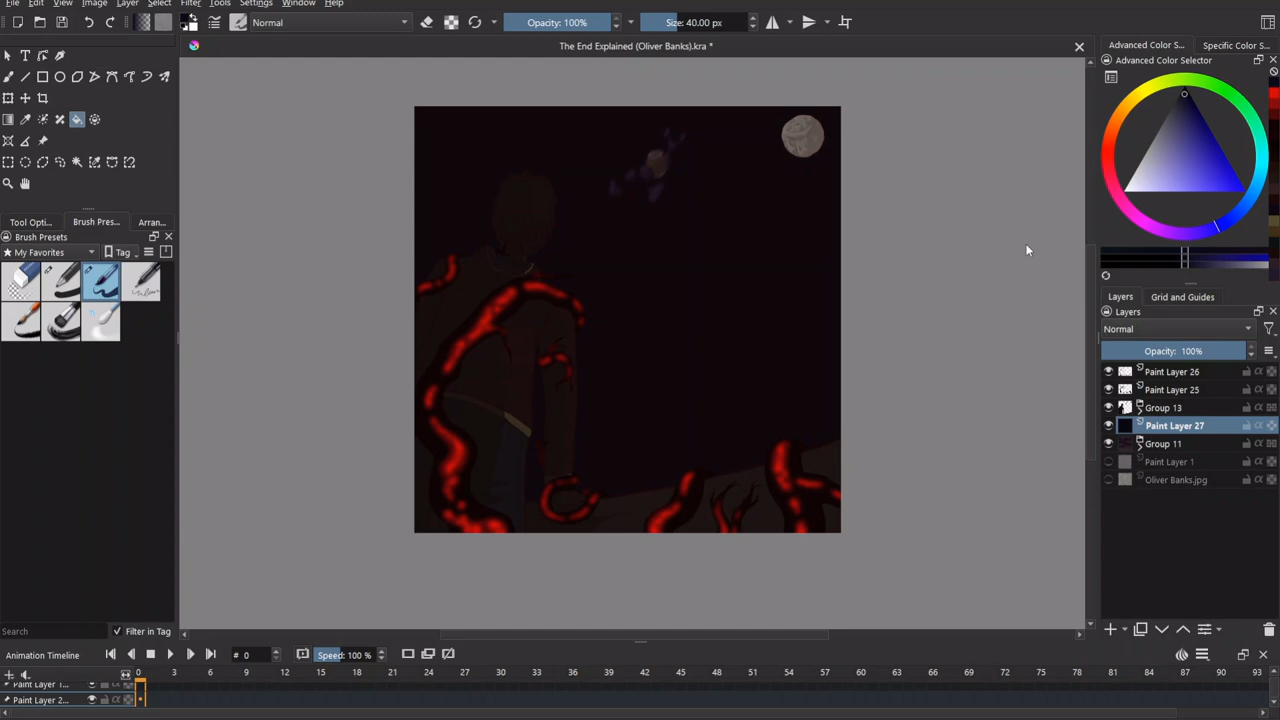 File Edit View Image Layer Select Filter Tools Settings Window Help
Normal Opacity: 100% Size: 40.00 px
The End Explained (Oliver Banks).kra *
Advanced Color S... Specific Color S...
Advanced Color Selector
Tool Opti... Brush Pres... Arran...
Brush Presets
★ My Favorites Tag
Layers Grid and Guides
Layers
Normal
Opacity: 100%
Paint Layer 26
Paint Layer 25
Group 13
Paint Layer 27
Group 11
Paint Layer 1
Oliver Banks.jpg
Search Filter in Tag
Animation Timeline # 0 Speed: 100 %
0 3 6 9 12 15 18 21 24 27 30 33 36 39 42 45 48 51 54 57 60 63 66 69 72 75 78 81 84 87 90 93
Paint Layer 1...
Paint Layer 2...